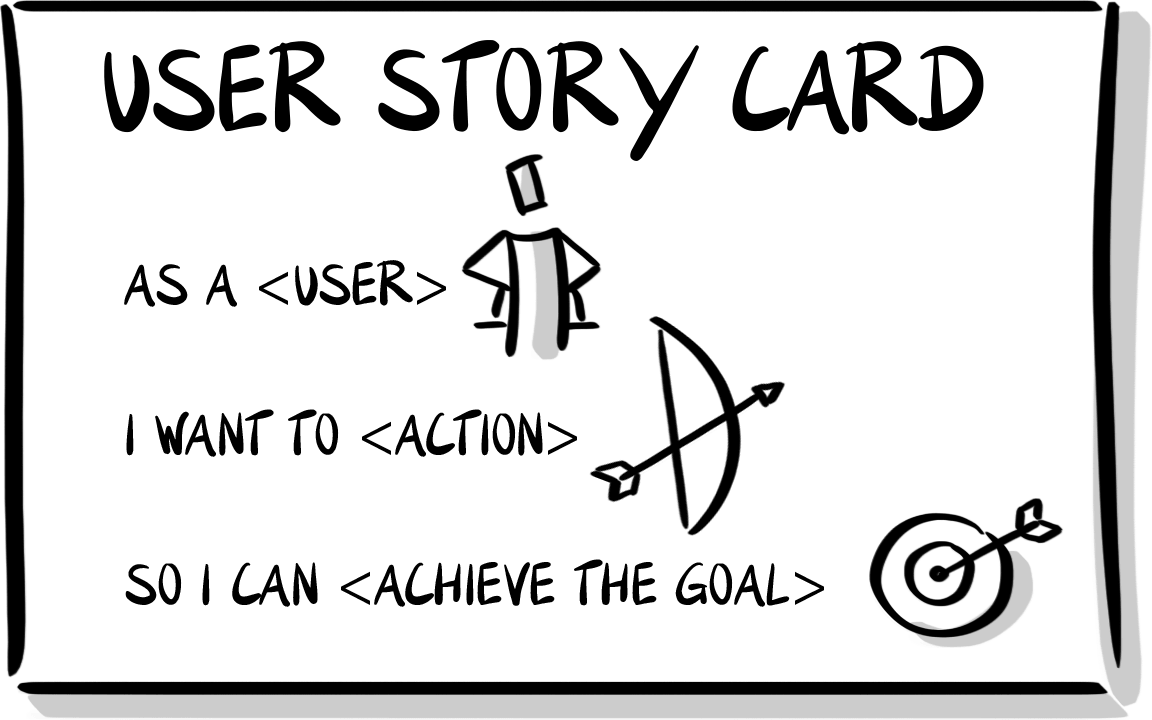 USER STORY CARD
AS A <USER>
I WANT TO <ACTION>
SO I CAN <ACHIEVE THE GOAL>